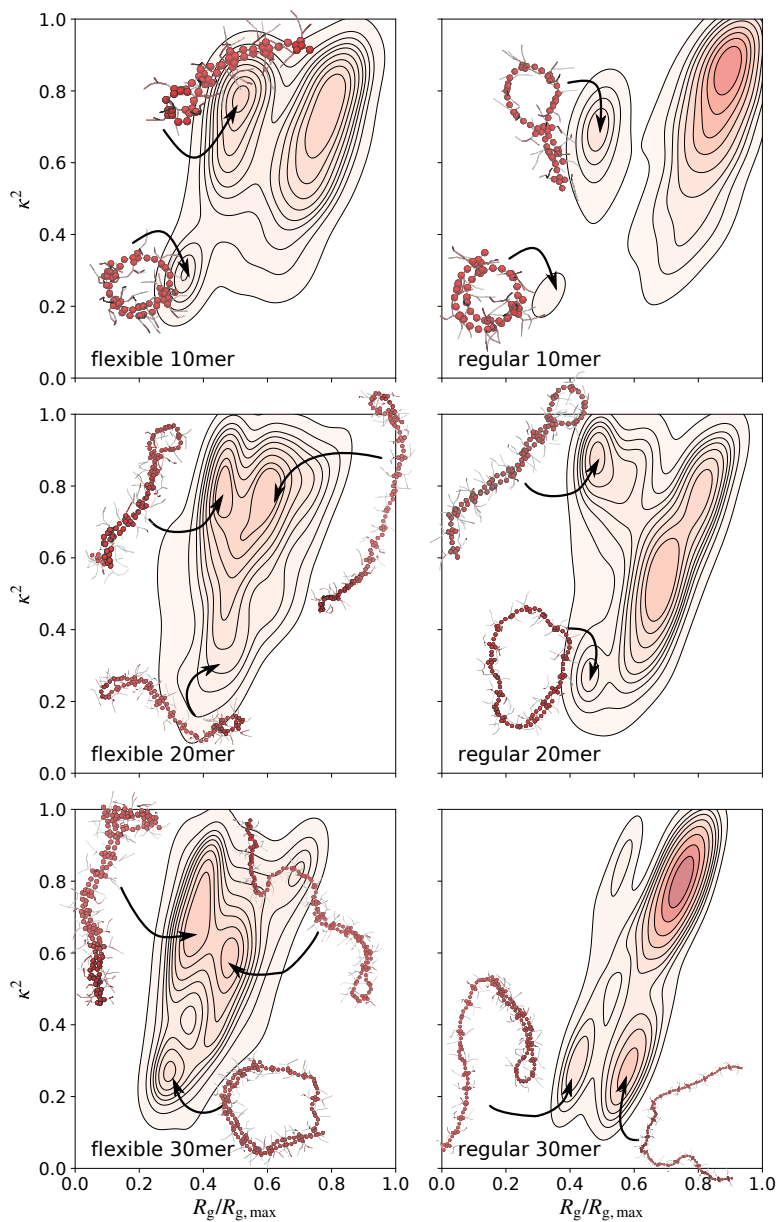 1.0
0.8
0.6
0.4
0.2
0.0
κ²
flexible 10mer
regular 10mer
1.0
0.8
0.6
0.4
0.2
0.0
κ²
flexible 20mer
regular 20mer
1.0
0.8
0.6
0.4
0.2
0.0
κ²
flexible 30mer
regular 30mer
0.0 0.2 0.4 0.6 0.8 1.0
0.0 0.2 0.4 0.6 0.8 1.0
R_g/R_g, max
R_g/R_g, max